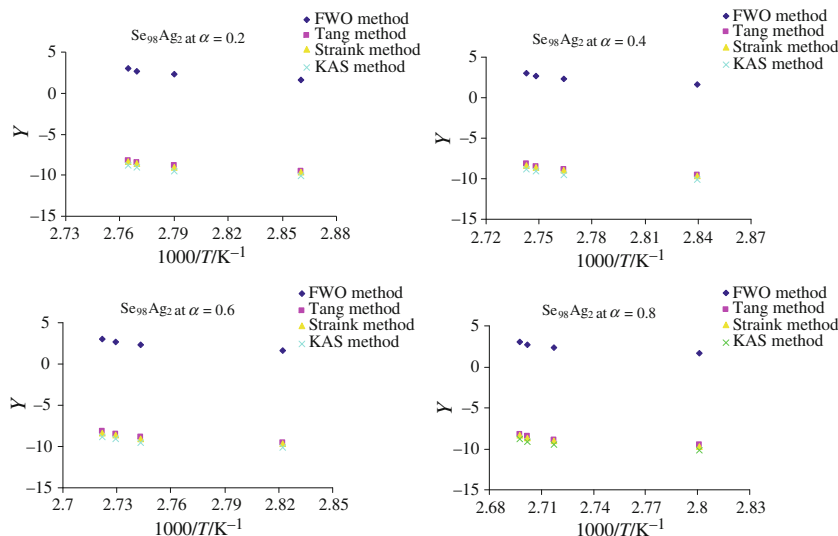 Se98Ag2 at α = 0.2
FWO method
Tang method
Straink method
KAS method
5
0
−5
−10
−15
Y
2.73 2.76 2.79 2.82 2.85 2.88
1000/T/K−1
Se98Ag2 at α = 0.4
FWO method
Tang method
Straink method
KAS method
5
0
−5
−10
−15
Y
2.72 2.75 2.78 2.81 2.84 2.87
1000/T/K−1
Se98Ag2 at α = 0.6
FWO method
Tang method
Straink method
KAS method
5
0
−5
−10
−15
Y
2.7 2.73 2.76 2.79 2.82 2.85
1000/T/K−1
Se98Ag2 at α = 0.8
FWO method
Tang method
Straink method
KAS method
5
0
−5
−10
−15
Y
2.68 2.71 2.74 2.77 2.8 2.83
1000/T/K−1